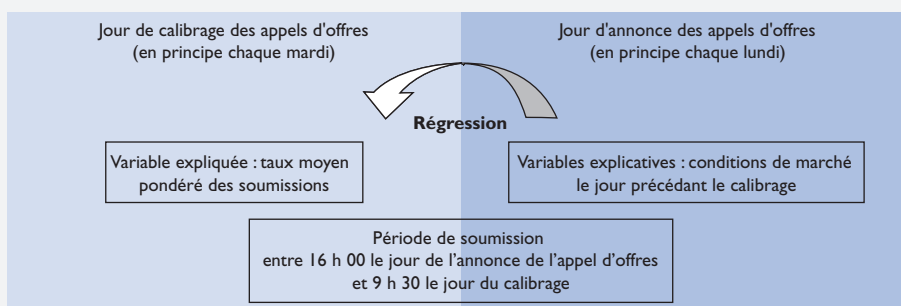 Jour de calibrage des appels d'offres
(en principe chaque mardi)
Jour d'annonce des appels d'offres
(en principe chaque lundi)
Régression
Variable expliquée : taux moyen
pondéré des soumissions
Variables explicatives : conditions de marché
le jour précédant le calibrage
Période de soumission
entre 16 h 00 le jour de l'annonce de l'appel d'offres
et 9 h 30 le jour du calibrage